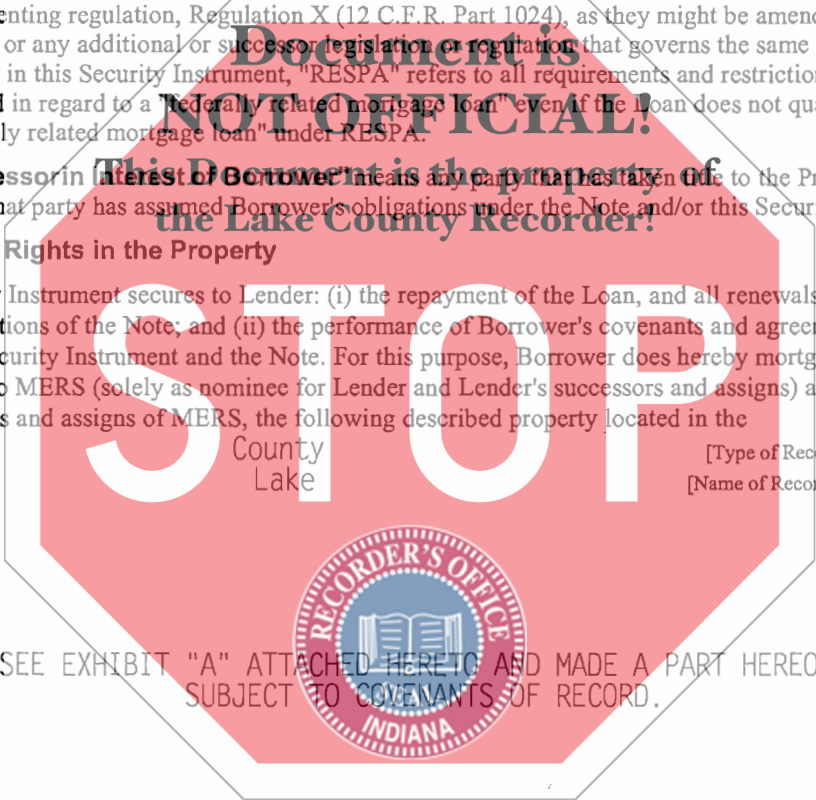 enting regulation, Regulation X (12 C.F.R. Part 1024), as they might be amend
or any additional or successor legislation or regulation that governs the same
in this Security Instrument, "RESPA" refers to all requirements and restriction
d in regard to a "federally related mortgage loan" even if the Loan does not qua
ly related mortgage loan" under RESPA.
Document is
NOT OFFICIAL!
This Document is the property of
the Lake County Recorder!
essor in Interest of Borrower" means any party that has taken title to the Pr
hat party has assumed Borrower's obligations under the Note and/or this Secur
Rights in the Property
Instrument secures to Lender: (i) the repayment of the Loan, and all renewals
tions of the Note; and (ii) the performance of Borrower's covenants and agreem
curity Instrument and the Note. For this purpose, Borrower does hereby mortg
o MERS (solely as nominee for Lender and Lender's successors and assigns) a
s and assigns of MERS, the following described property located in the
STOP
County [Type of Reco
Lake [Name of Recor
RECORDER'S OFFICE
SEAL
INDIANA
SEE EXHIBIT "A" ATTACHED HERETO AND MADE A PART HEREO
SUBJECT TO COVENANTS OF RECORD.